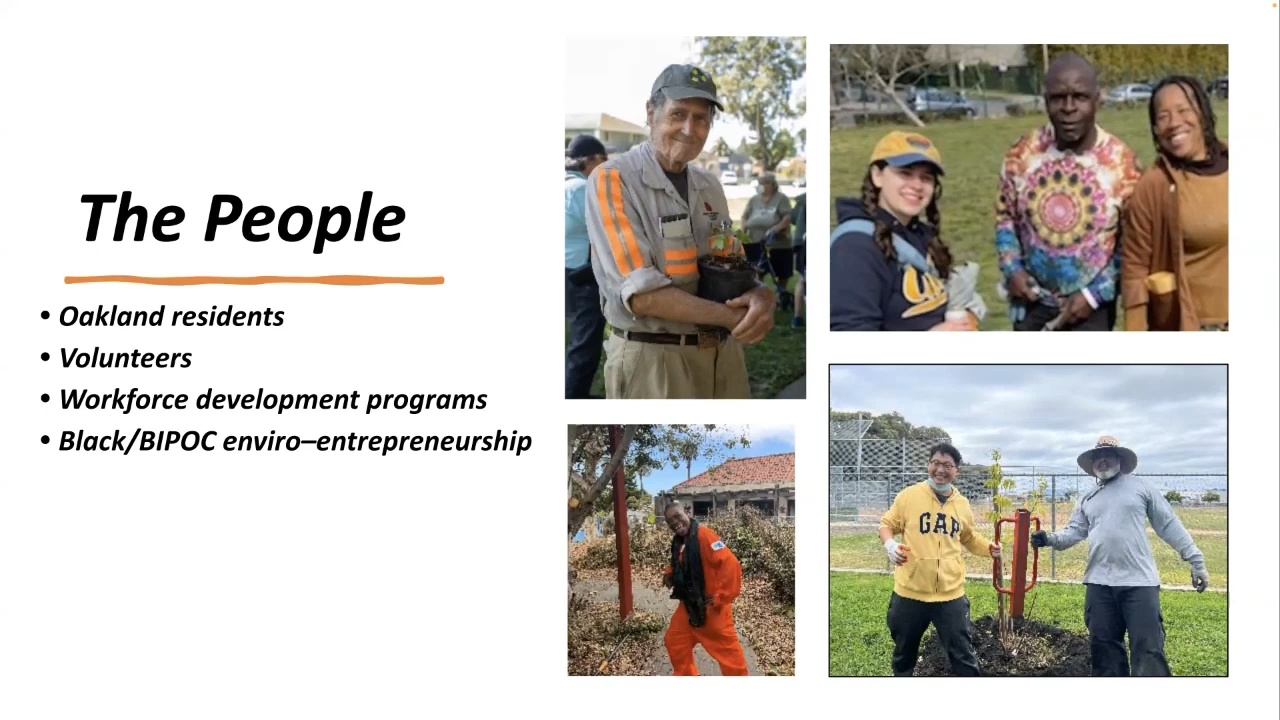 The People
• Oakland residents
• Volunteers
• Workforce development programs
• Black/BIPOC enviro–entrepreneurship
GAP